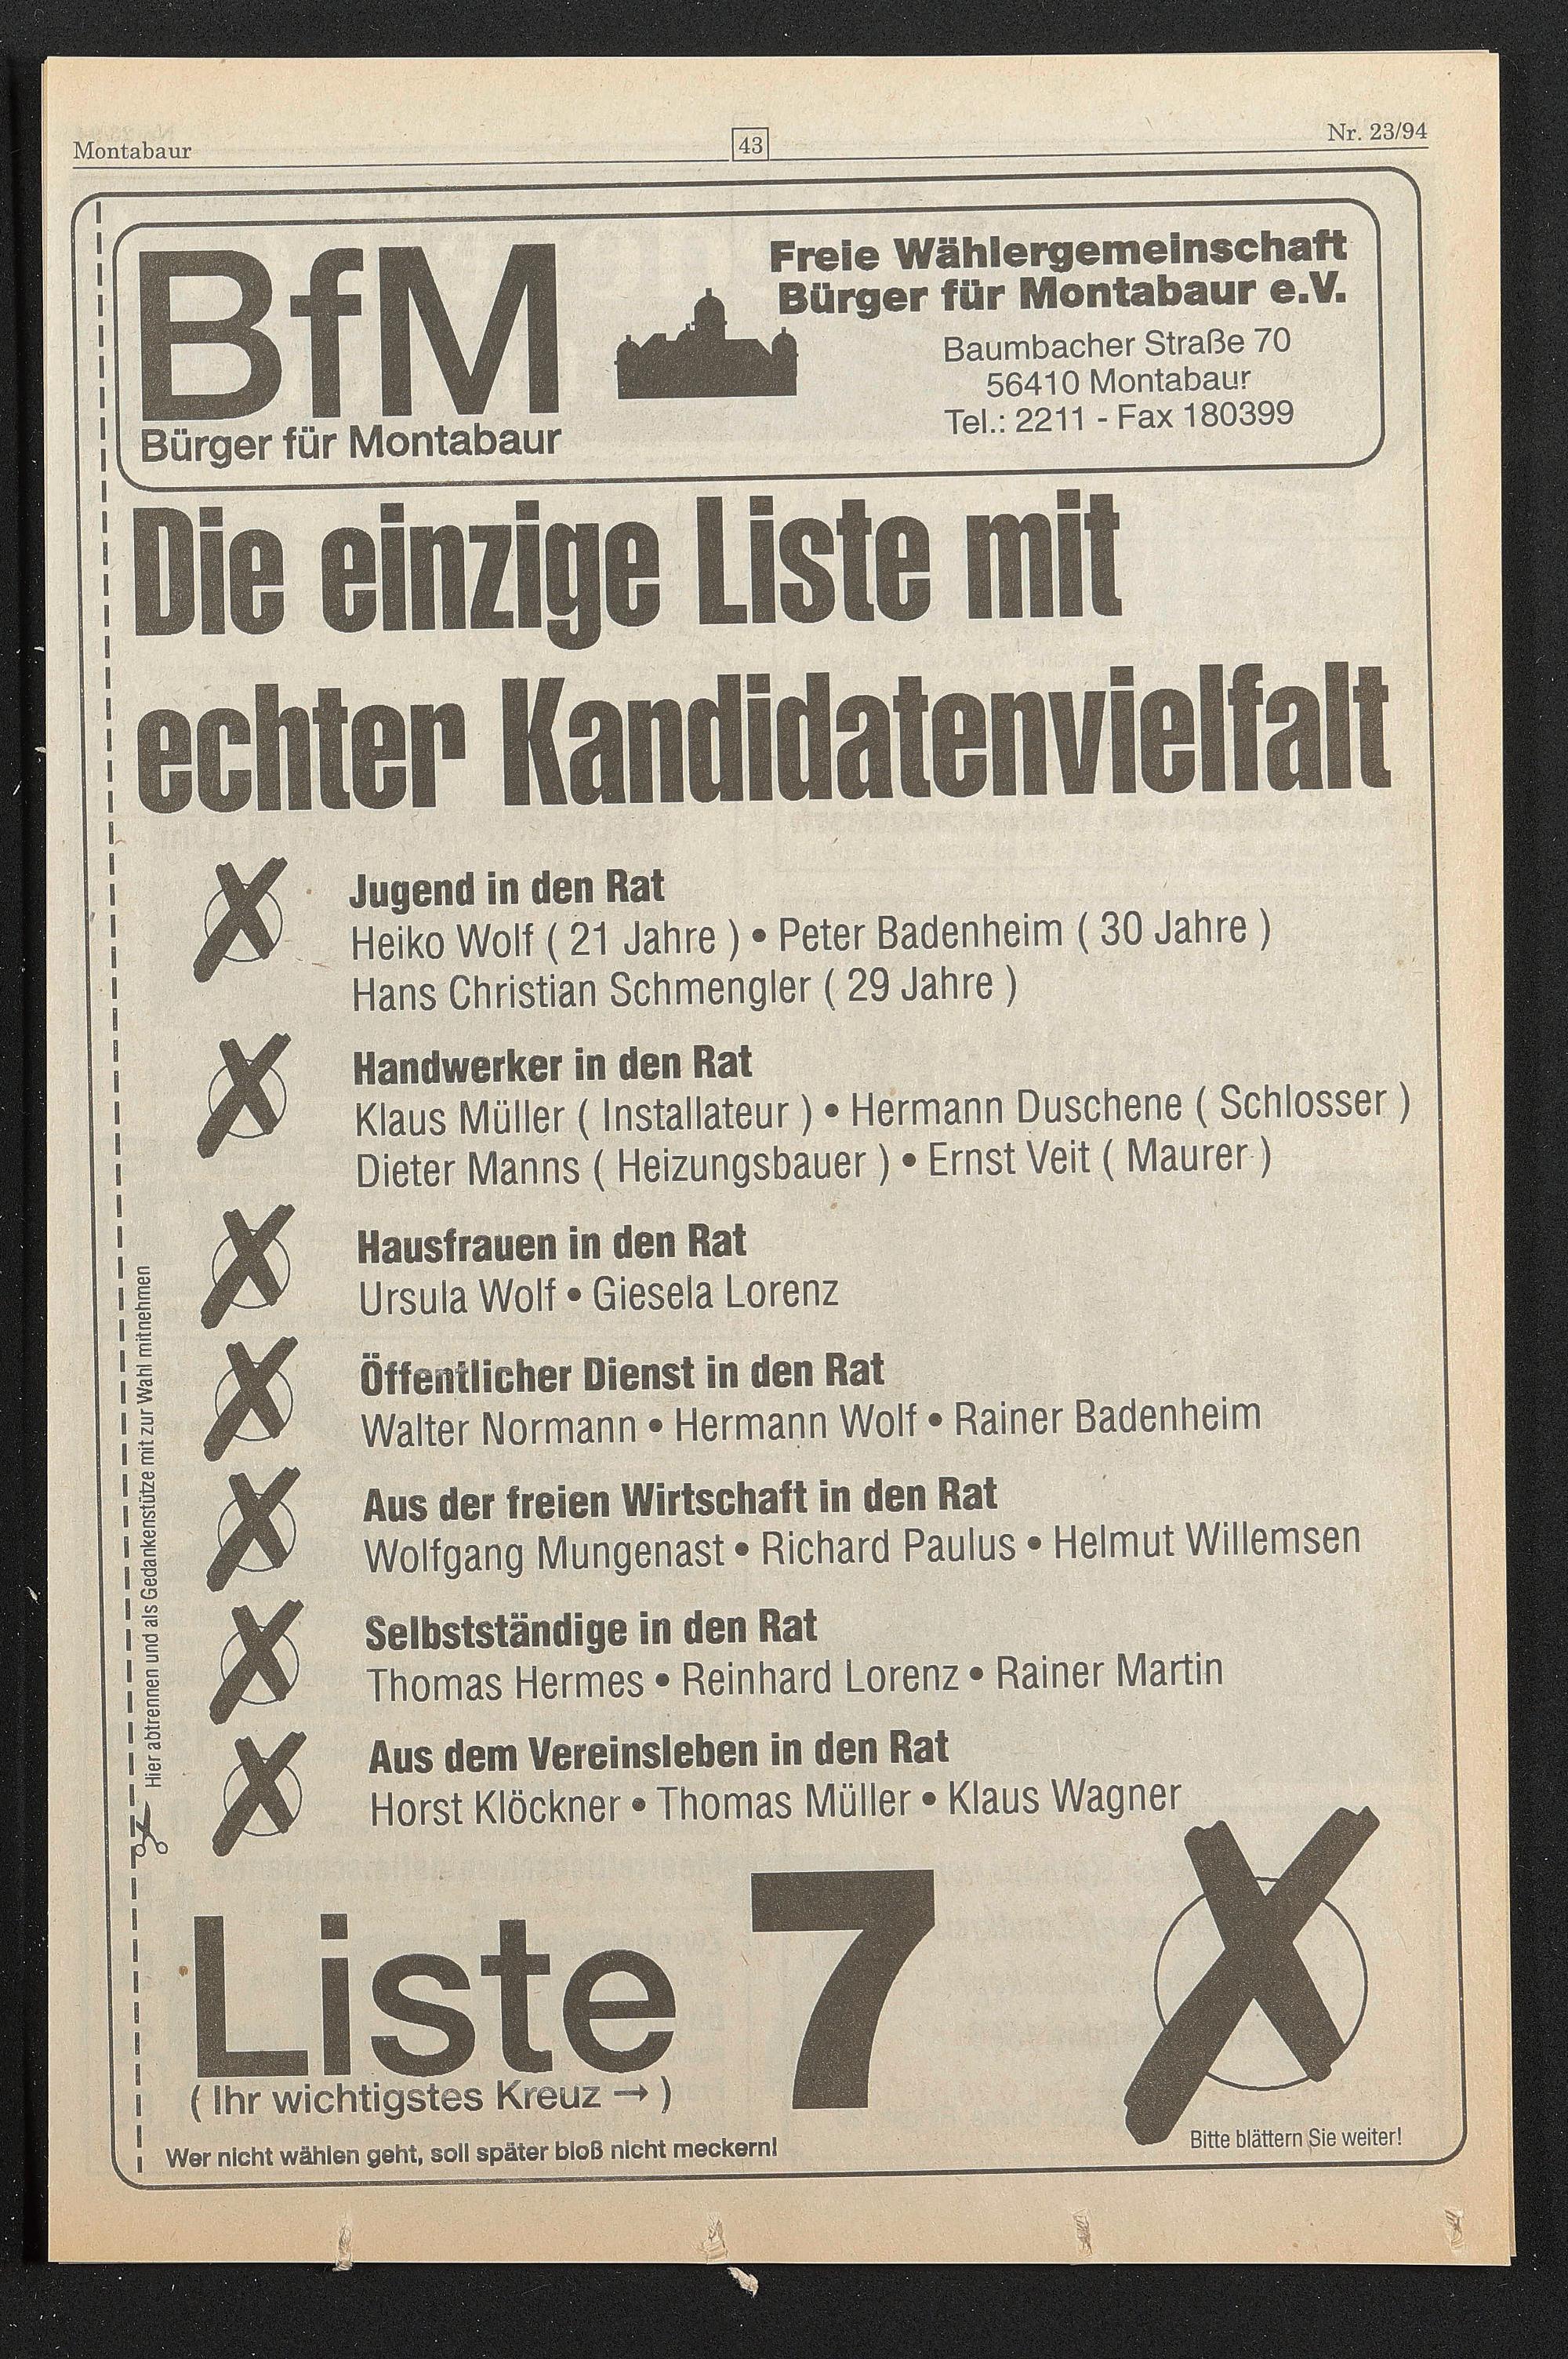 Montabaur
43
Nr. 23/94
BfM
Bürger für Montabaur
Freie Wählergemeinschaft
Bürger für Montabaur e.V.
Baumbacher Straße 70
56410 Montabaur
Tel.: 2211 - Fax 180399
Die einzige Liste mit
echter Kandidatenvielfalt
Jugend in den Rat
Heiko Wolf ( 21 Jahre ) • Peter Badenheim ( 30 Jahre )
Hans Christian Schmengler ( 29 Jahre )
Handwerker in den Rat
Klaus Müller ( Installateur ) • Hermann Duschene ( Schlosser )
Dieter Manns ( Heizungsbauer ) • Ernst Veit ( Maurer )
Hausfrauen in den Rat
Ursula Wolf • Giesela Lorenz
Öffentlicher Dienst in den Rat
Walter Normann • Hermann Wolf • Rainer Badenheim
Aus der freien Wirtschaft in den Rat
Wolfgang Mungenast • Richard Paulus • Helmut Willemsen
Selbstständige in den Rat
Thomas Hermes • Reinhard Lorenz • Rainer Martin
Aus dem Vereinsleben in den Rat
Horst Klöckner • Thomas Müller • Klaus Wagner
Hier abtrennen und als Gedankenstütze mit zur Wahl mitnehmen
Liste 7
( Ihr wichtigstes Kreuz → )
Wer nicht wählen geht, soll später bloß nicht meckern!
Bitte blättern Sie weiter!